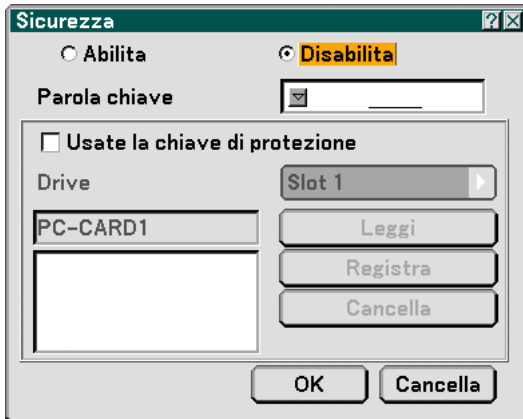 Sicurezza
Abilita Disabilita
Parola chiave
Usate la chiave di protezione
Drive Slot 1
PC-CARD1 Leggi
Registra
Cancella
OK Cancella